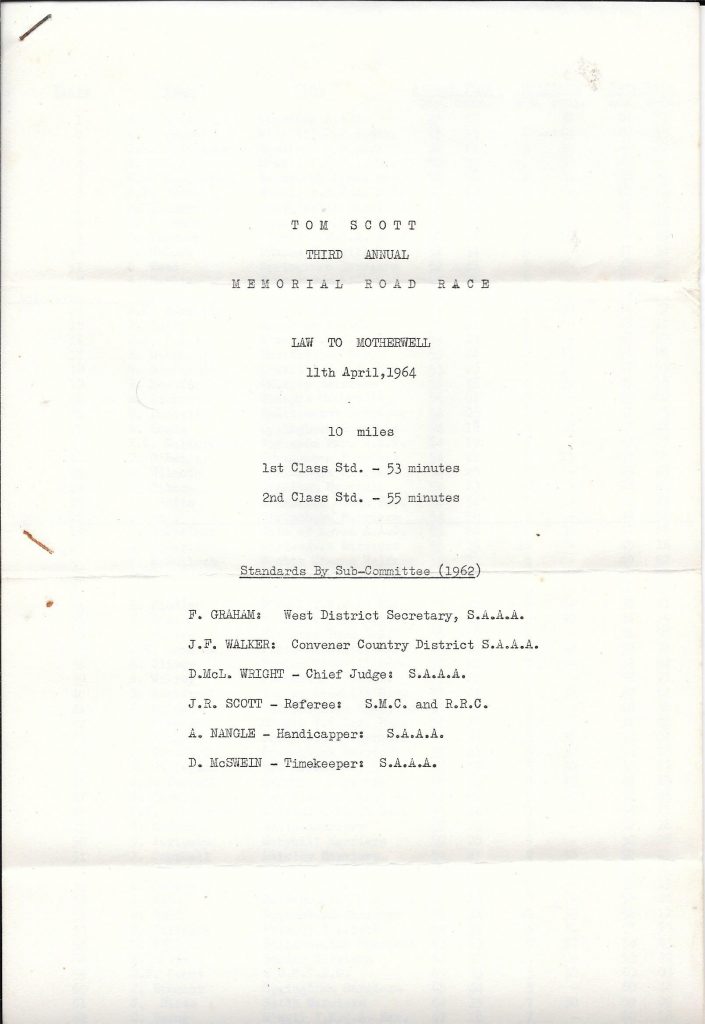 TOM SCOTT
THIRD ANNUAL
MEMORIAL ROAD RACE
LAW TO MOTHERWELL
11th April,1964
10 miles
1st Class Std. - 53 minutes
2nd Class Std. - 55 minutes
Standards By Sub-Committee (1962)
F. GRAHAM: West District Secretary, S.A.A.A.
J.F. WALKER: Convener Country District S.A.A.A.
D.McL. WRIGHT - Chief Judge: S.A.A.A.
J.R. SCOTT - Referee: S.M.C. and R.R.C.
A. NANGLE - Handicapper: S.A.A.A.
D. McSWEIN - Timekeeper: S.A.A.A.